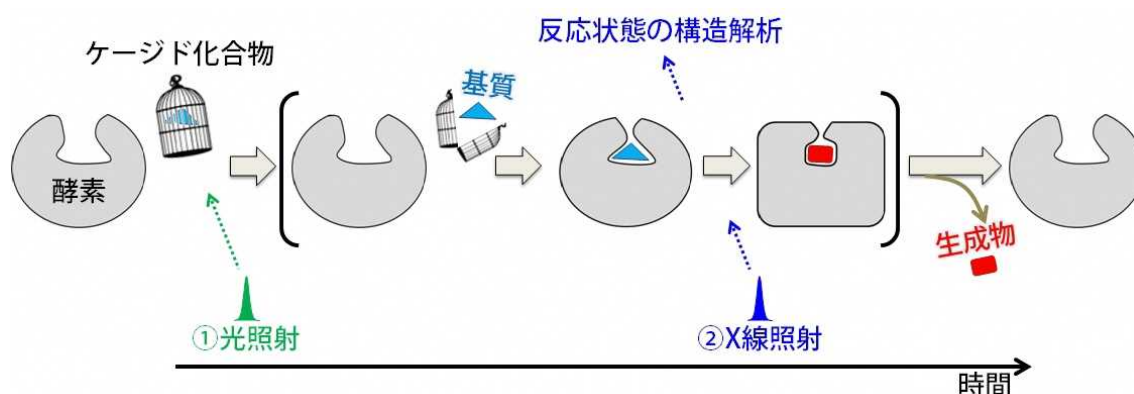 反応状態の構造解析
ケージド化合物
基質
酵素
生成物
①光照射
②X線照射
時間